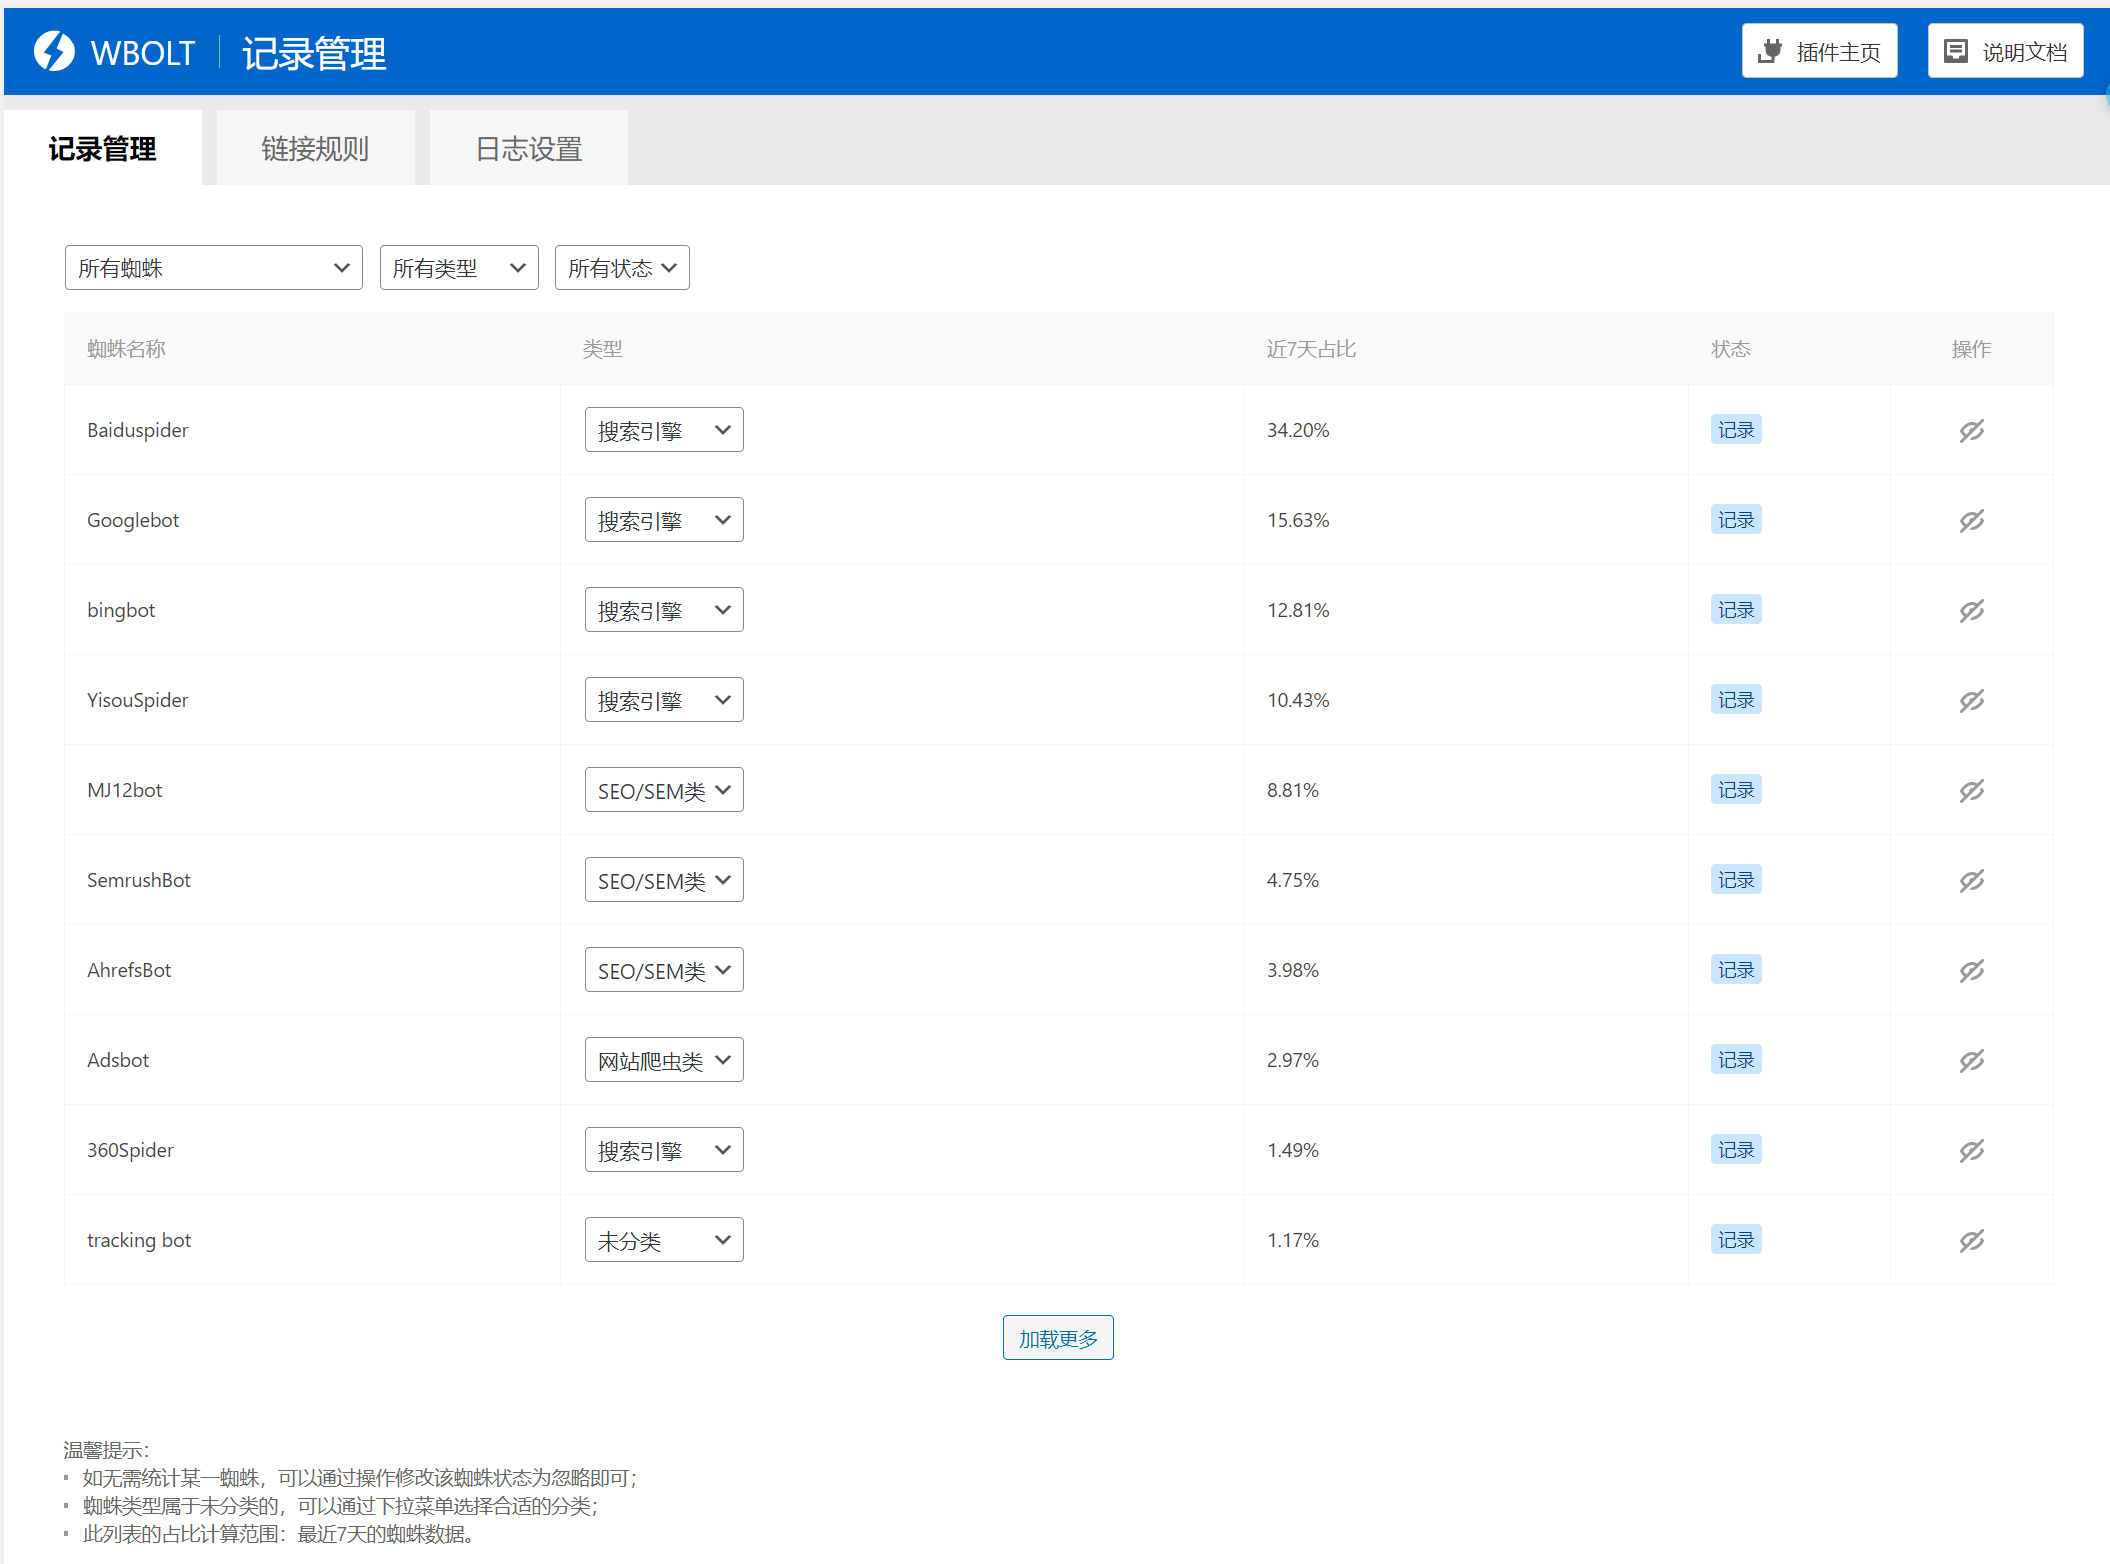 WBOLT 记录管理 插件主页 说明文档
记录管理 链接规则 日志设置
所有蜘蛛 所有类型 所有状态
蜘蛛名称 类型 近7天占比 状态 操作
Baiduspider 搜索引擎 34.20% 记录
Googlebot 搜索引擎 15.63% 记录
bingbot 搜索引擎 12.81% 记录
YisouSpider 搜索引擎 10.43% 记录
MJ12bot SEO/SEM类 8.81% 记录
SemrushBot SEO/SEM类 4.75% 记录
AhrefsBot SEO/SEM类 3.98% 记录
Adsbot 网站爬虫类 2.97% 记录
360Spider 搜索引擎 1.49% 记录
tracking bot 未分类 1.17% 记录
加载更多
温馨提示：
如无需统计某一蜘蛛，可以通过操作修改该蜘蛛状态为忽略即可；
蜘蛛类型属于未分类的，可以通过下拉菜单选择合适的分类；
此列表的占比计算范围：最近7天的蜘蛛数据。